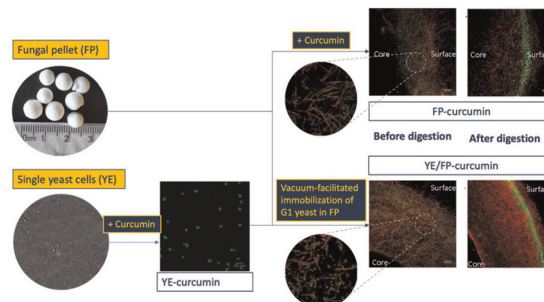 Fungal pellet (FP)
0cm 1 2 3
+ Curcumin
Core
Surface
Core
Surface
FP-curcumin
Before digestion
After digestion
YE/FP-curcumin
Single yeast cells (YE)
+ Curcumin
YE-curcumin
Vacuum-facilitated
immobilization of
G1 yeast in FP
Surface
Core
Surface
Core